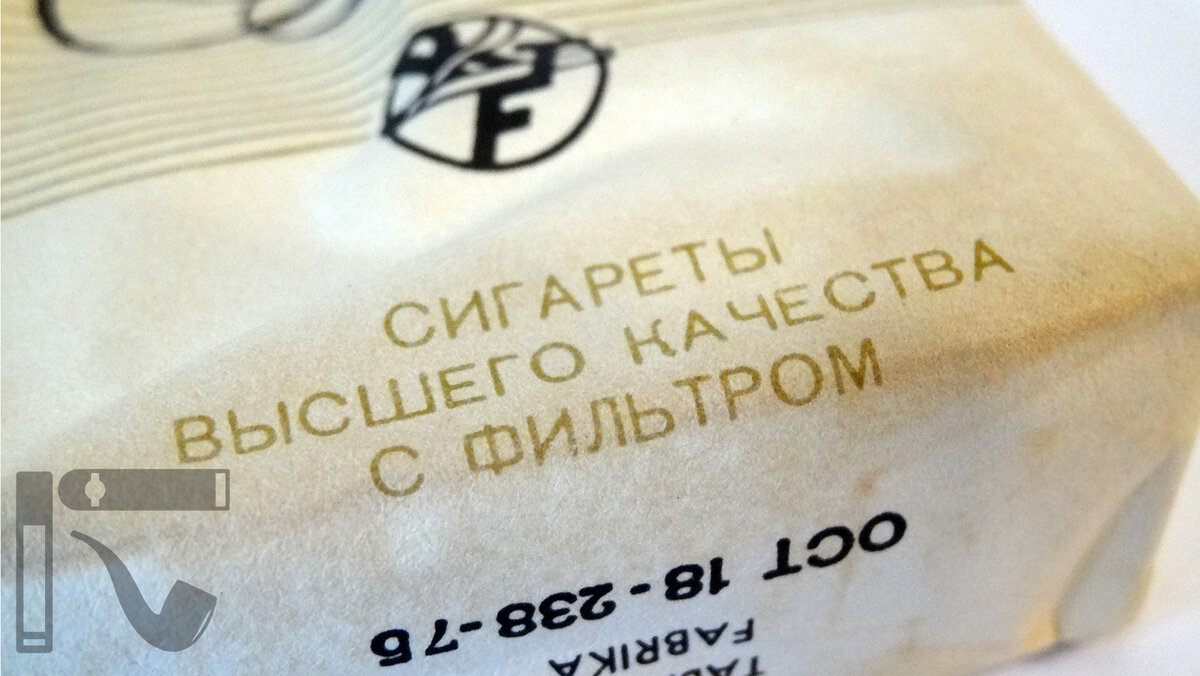 F
СИГАРЕТЫ
ВЫСШЕГО КАЧЕСТВА
С ФИЛЬТРОМ
FABRIKA
ОСТ 18-238-75